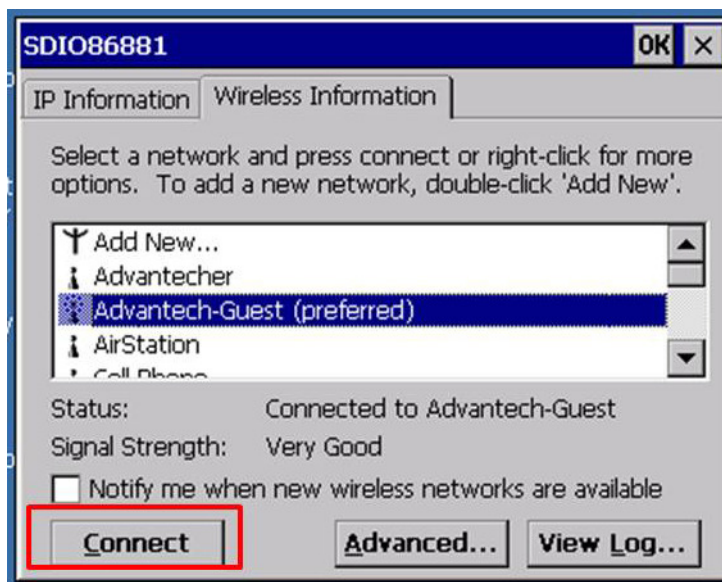 SDIO86881
OK
IP Information
Wireless Information
Select a network and press connect or right-click for more
options. To add a new network, double-click 'Add New'.
Add New...
Advantecher
Advantech-Guest (preferred)
AirStation
Status: Connected to Advantech-Guest
Signal Strength: Very Good
Notify me when new wireless networks are available
Connect
Advanced...
View Log...